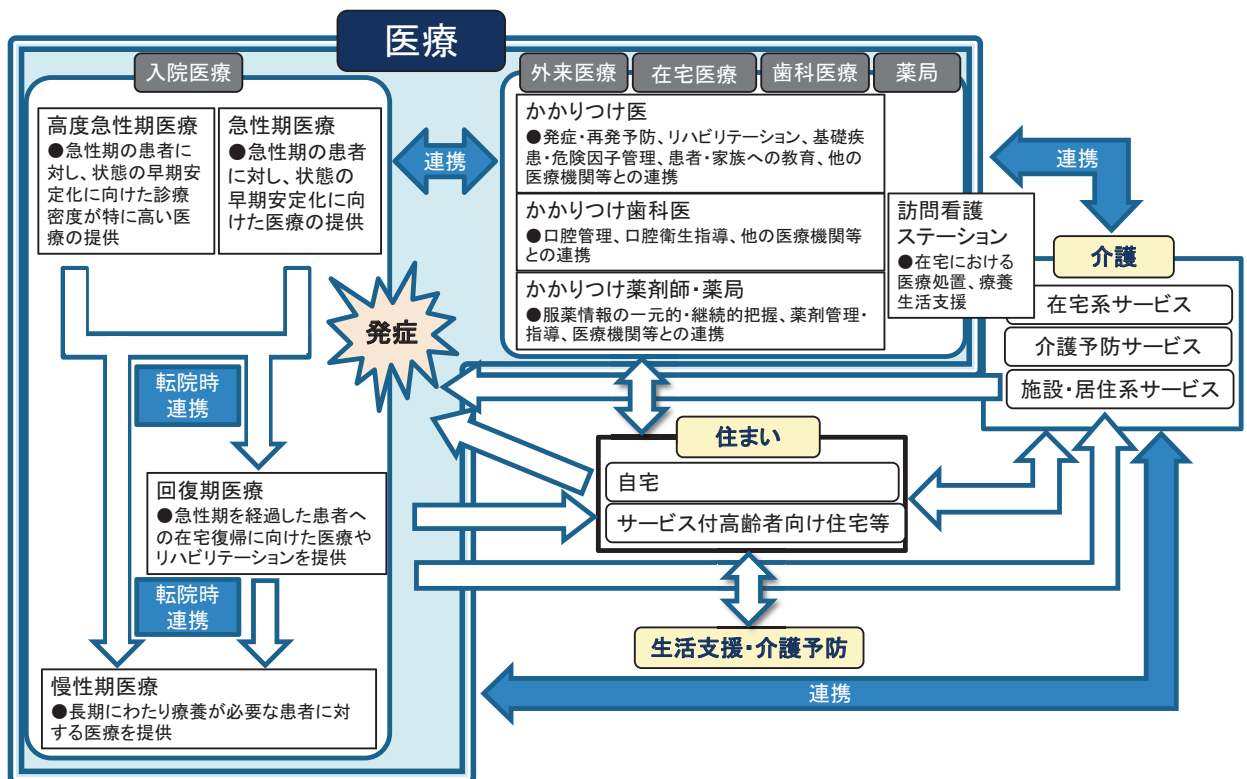 医療
入院医療
高度急性期医療
●急性期の患者に
対し、状態の早期安
定化に向けた診療
密度が特に高い医
療の提供
急性期医療
●急性期の患者
に対し、状態の
早期安定化に向
けた医療の提供
連携
外来医療
在宅医療
歯科医療
薬局
かかりつけ医
●発症・再発予防、リハビリテーション、基礎疾
患・危険因子管理、患者・家族への教育、他の
医療機関等との連携
かかりつけ歯科医
●口腔管理、口腔衛生指導、他の医療機関等
との連携
かかりつけ薬剤師・薬局
●服薬情報の一元的・継続的把握、薬剤管理・
指導、医療機関等との連携
訪問看護
ステーション
●在宅における
医療処置、療養
生活支援
連携
介護
在宅系サービス
介護予防サービス
施設・居住系サービス
発症
転院時
連携
回復期医療
●急性期を経過した患者へ
の在宅復帰に向けた医療や
リハビリテーションを提供
転院時
連携
慢性期医療
●長期にわたり療養が必要な患者に対
する医療を提供
住まい
自宅
サービス付高齢者向け住宅等
生活支援・介護予防
連携